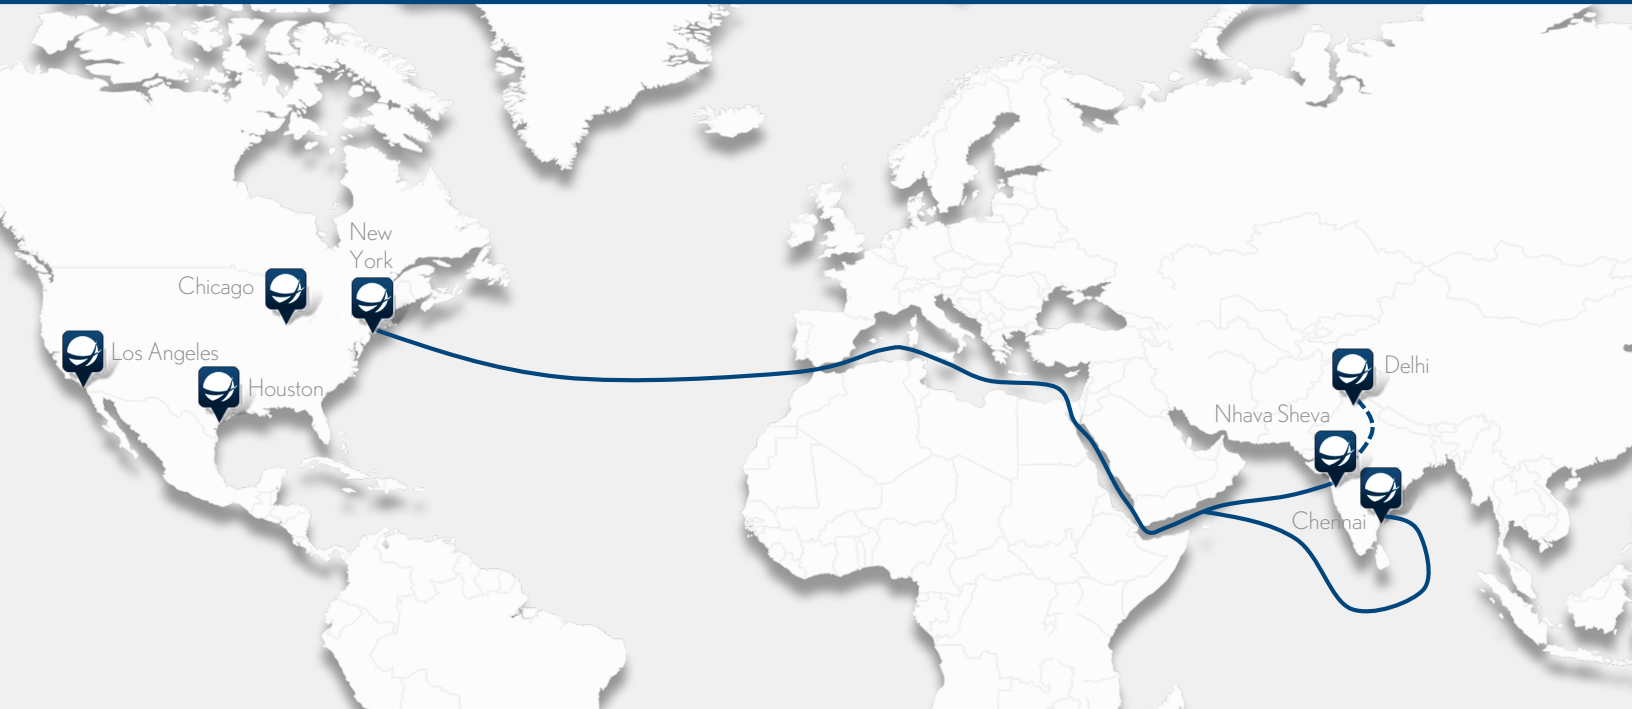 New
York
Chicago
Los Angeles
Houston
Delhi
Nhava Sheva
Chennai